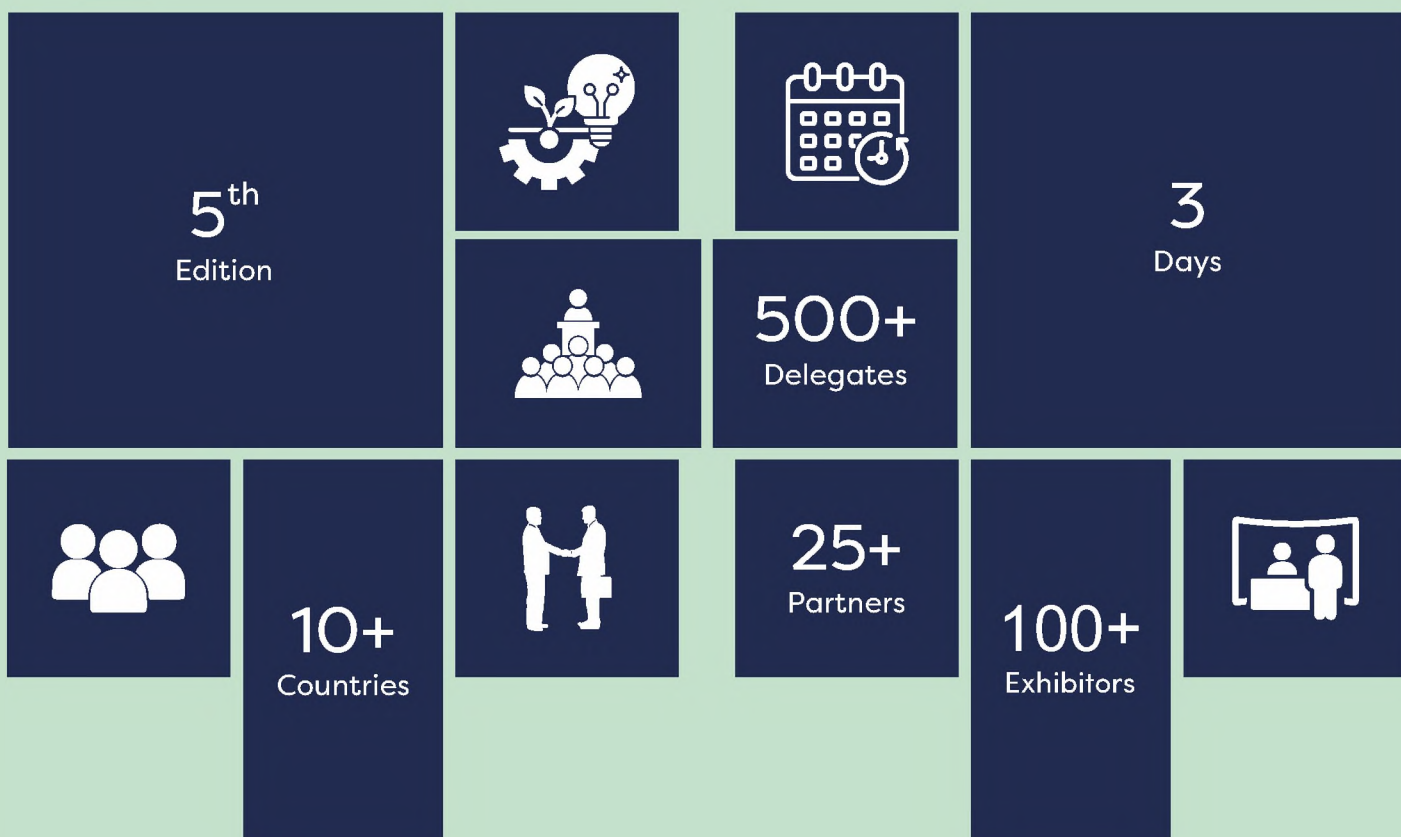 5th
Edition
3
Days
500+
Delegates
10+
Countries
25+
Partners
100+
Exhibitors